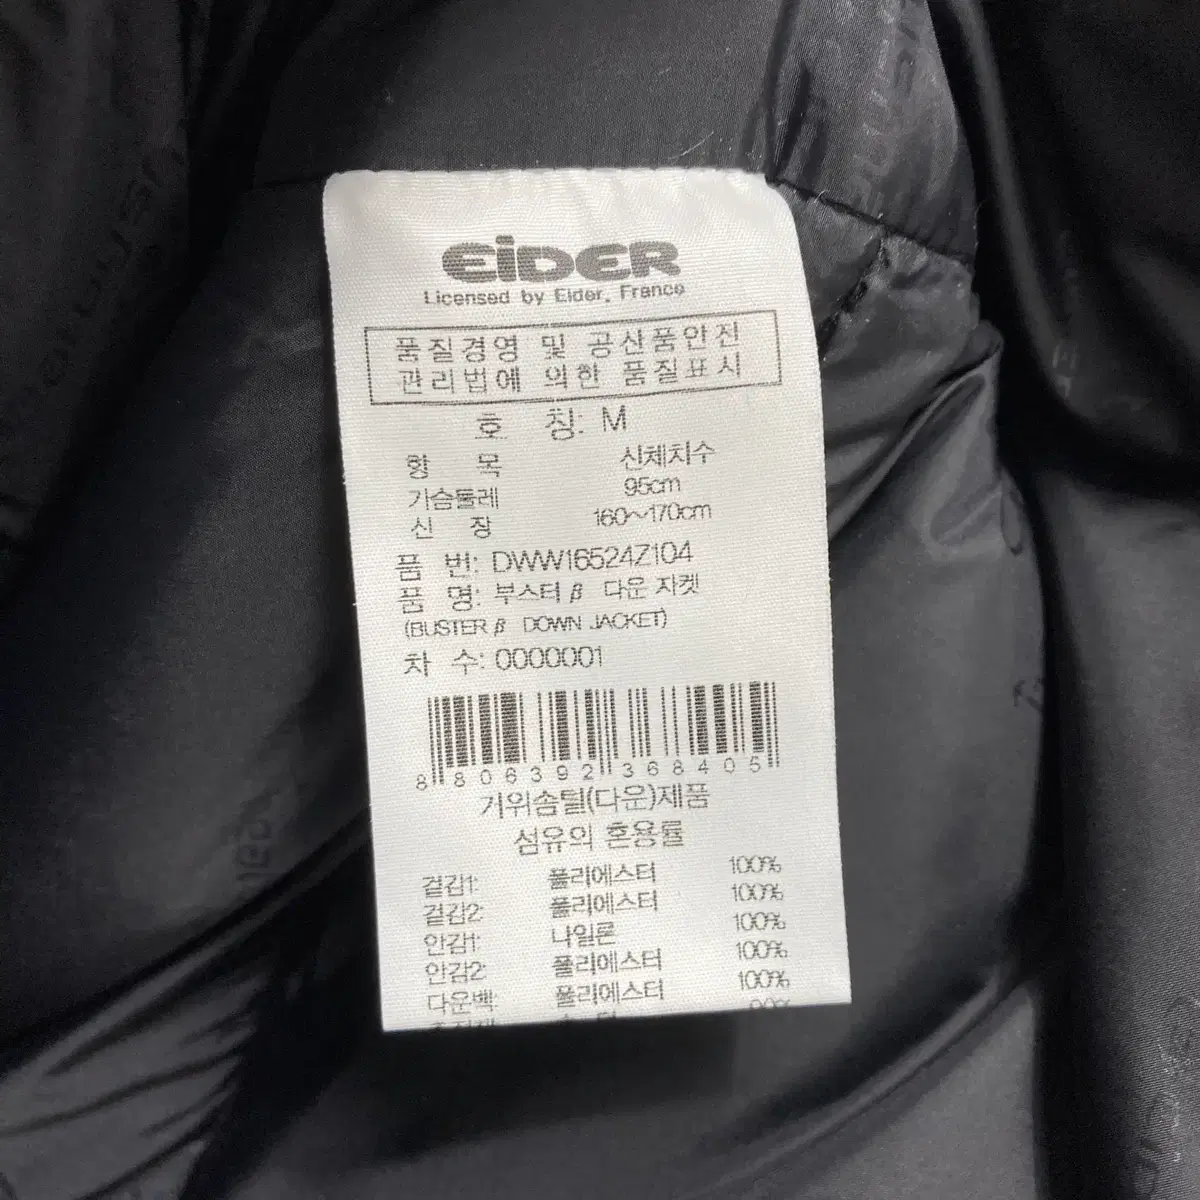 EiDER
Licensed by Eider, France
품질경영 및 공산품안전
관리법에 의한 품질표시
호 칭: M
항 목 신체치수
가슴둘레 95cm
신 장 160~170cm
품 번: DWW16524Z104
품 명: 부스터β 다운 자켓
(BUSTER β DOWN JACKET)
차 수: 0000001
8 806392 368405
거위솜털(다운)제품
섬유의 혼용률
겉감1: 폴리에스터 100%
겉감2: 폴리에스터 100%
안감1: 나일론 100%
안감2: 폴리에스터 100%
다운백: 폴리에스터 100%